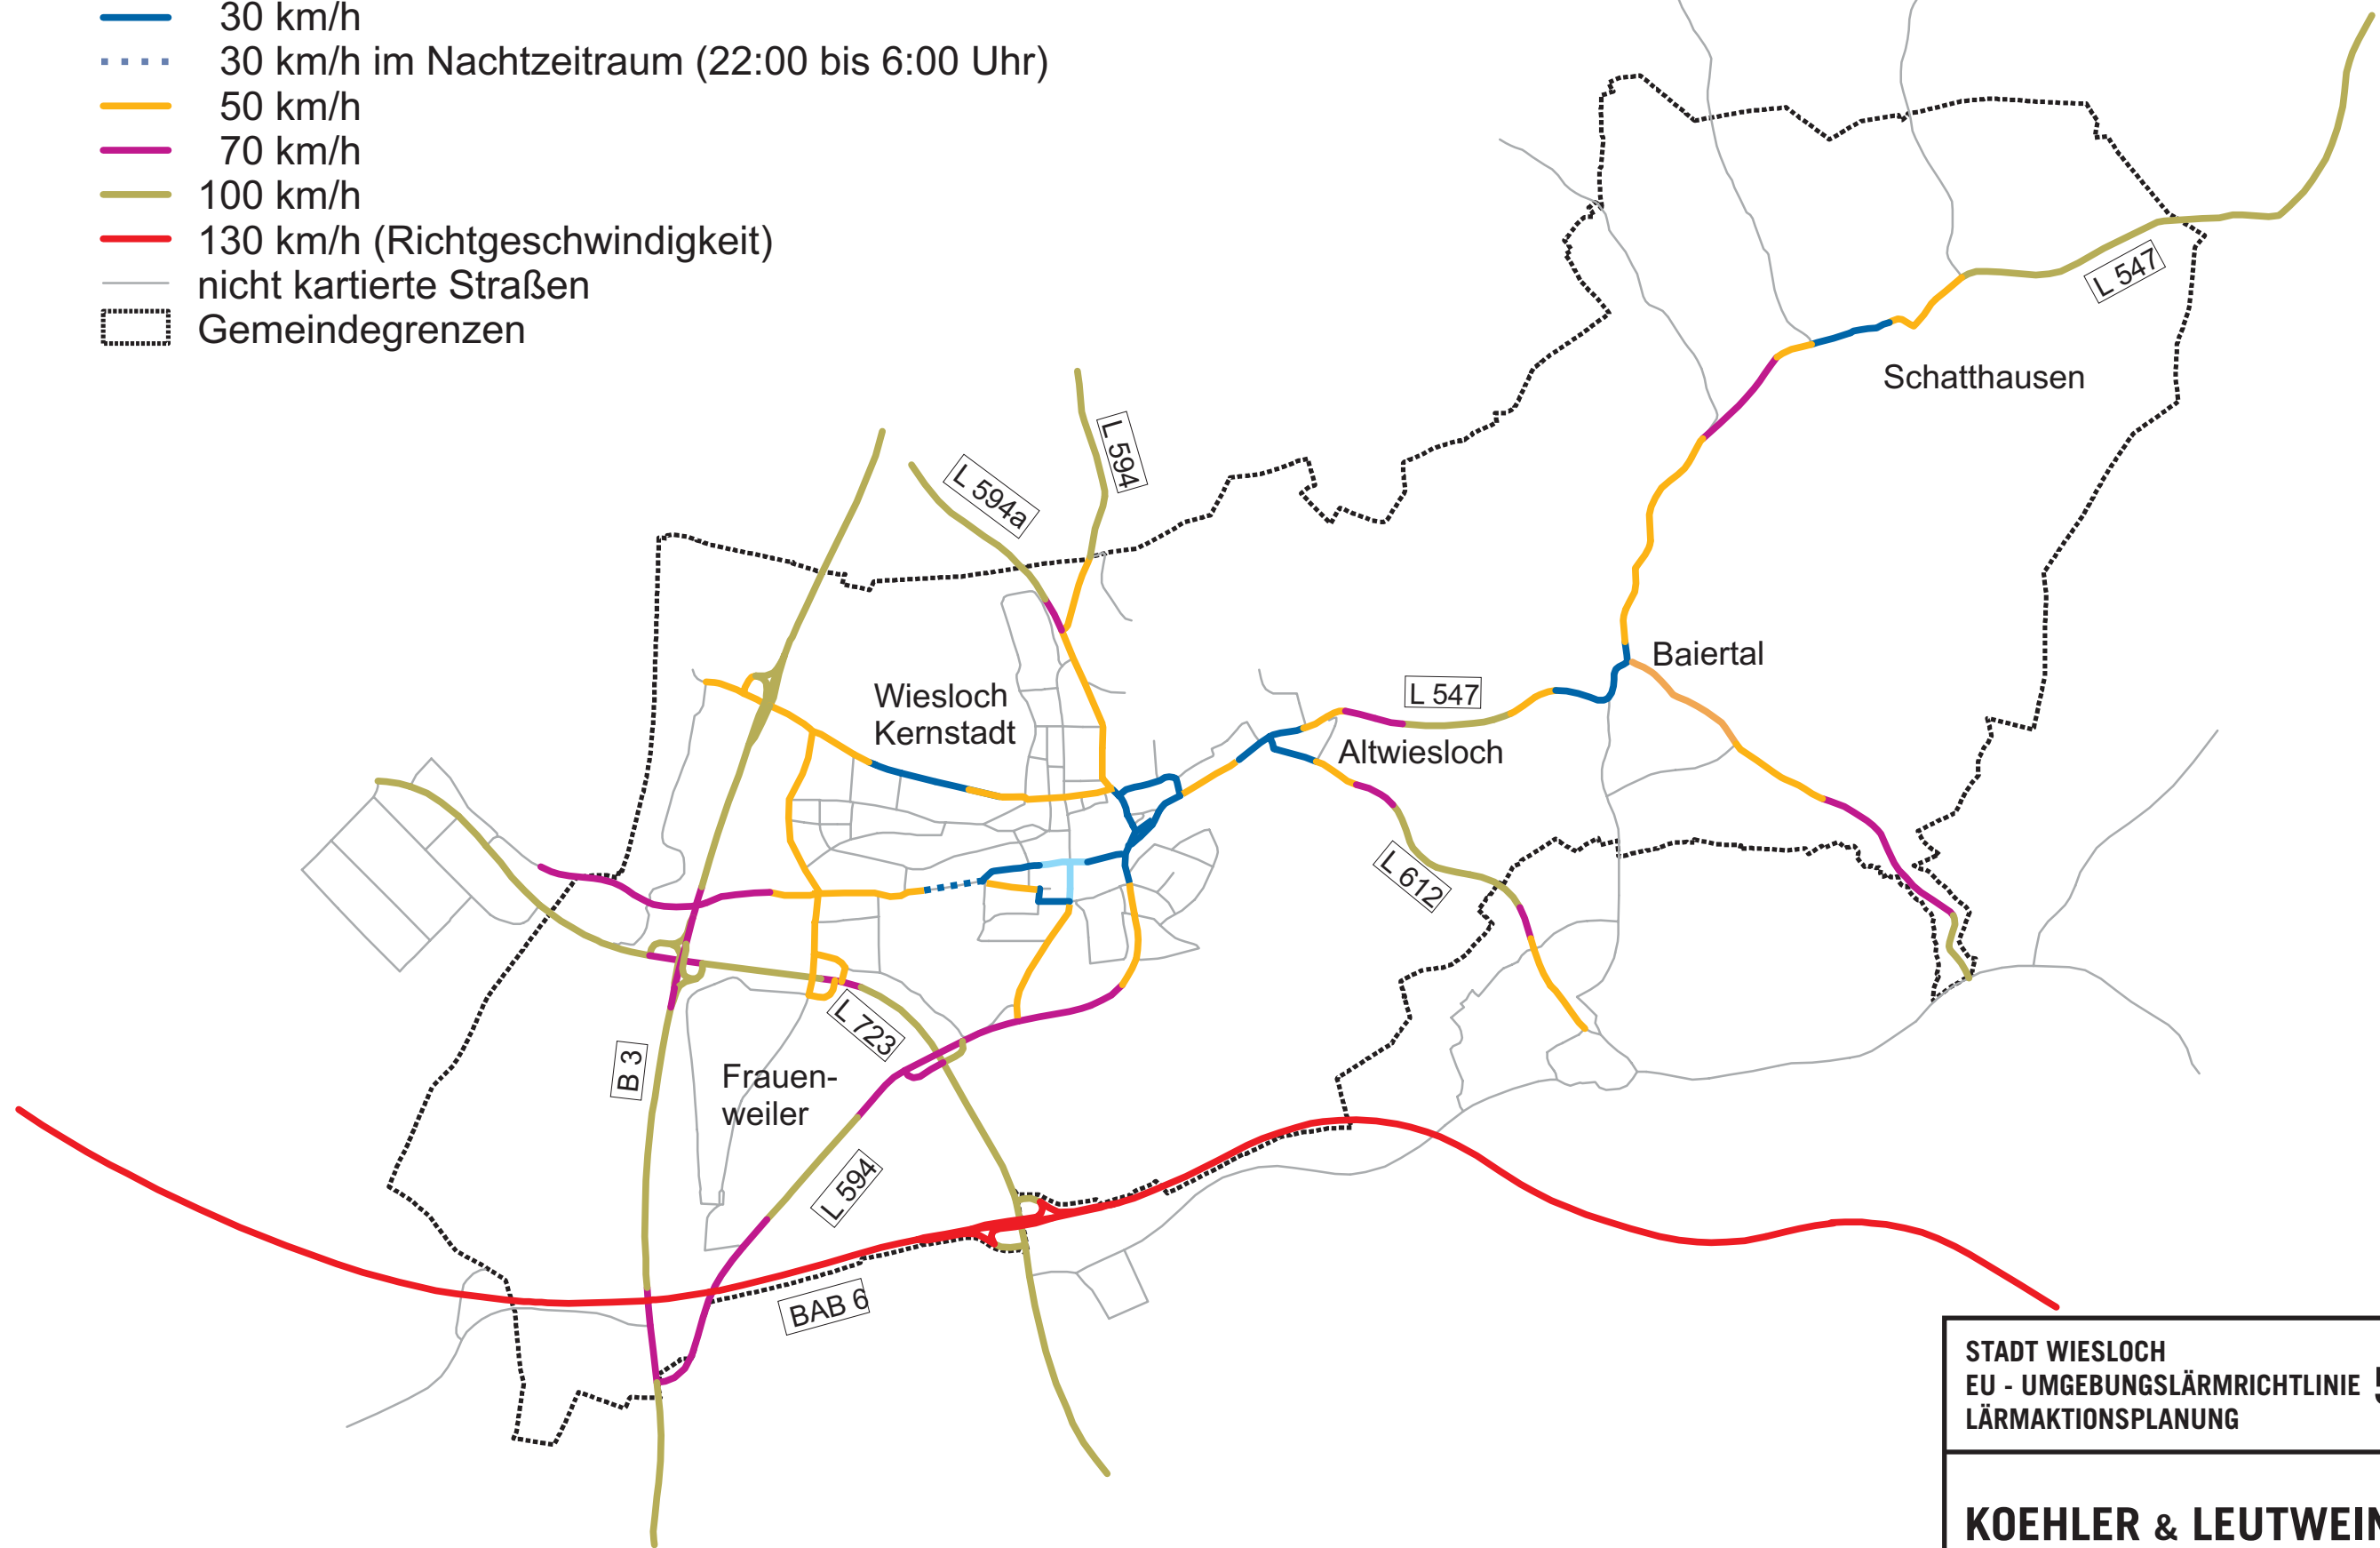 30 km/h
30 km/h im Nachtzeitraum (22:00 bis 6:00 Uhr)
50 km/h
70 km/h
100 km/h
130 km/h (Richtgeschwindigkeit)
nicht kartierte Straßen
Gemeindegrenzen
L 547
Schatthausen
L 594
L 594a
Baiertal
Wiesloch
Kernstadt
L 547
Altwiesloch
L 612
L 723
B 3
Frauen-
weiler
L 594
BAB 6
STADT WIESLOCH
EU - UMGEBUNGSLÄRMRICHTLINIE
LÄRMAKTIONSPLANUNG
KOEHLER & LEUTWEIN